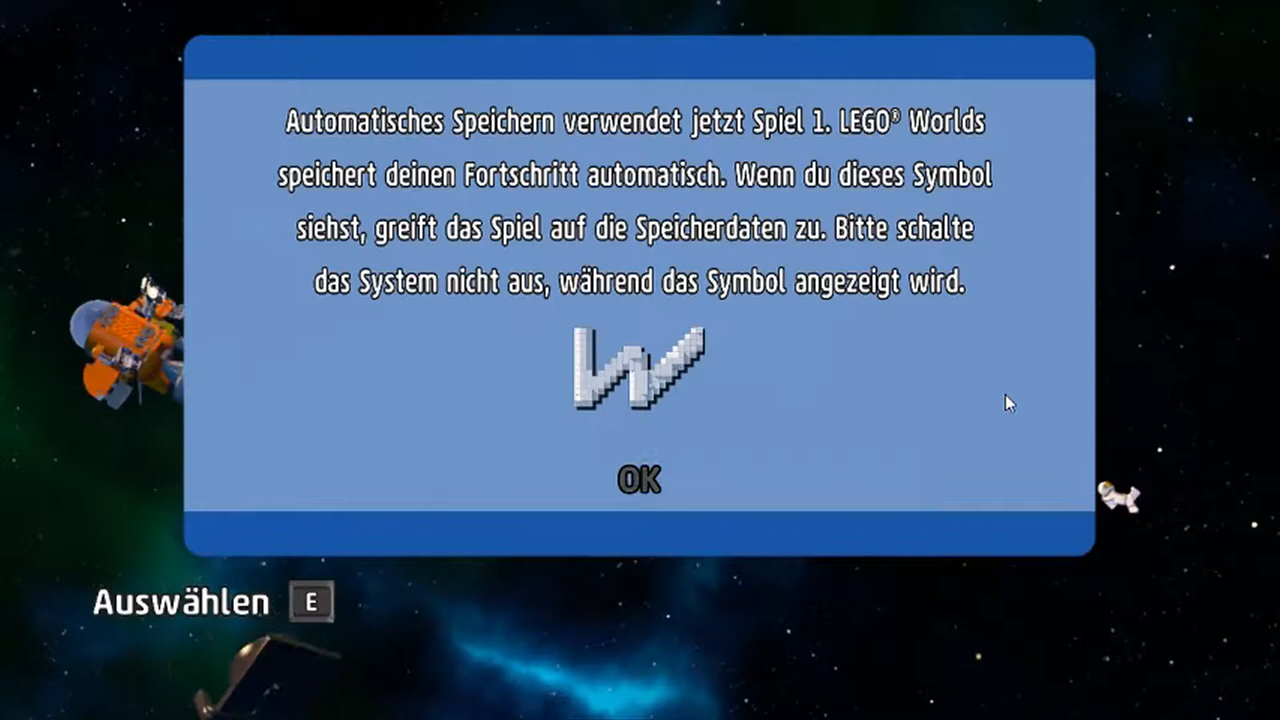 Automatisches Speichern verwendet jetzt Spiel 1. LEGO® Worlds
speichert deinen Fortschritt automatisch. Wenn du dieses Symbol
siehst, greift das Spiel auf die Speicherdaten zu. Bitte schalte
das System nicht aus, während das Symbol angezeigt wird.
W
OK
Auswählen E